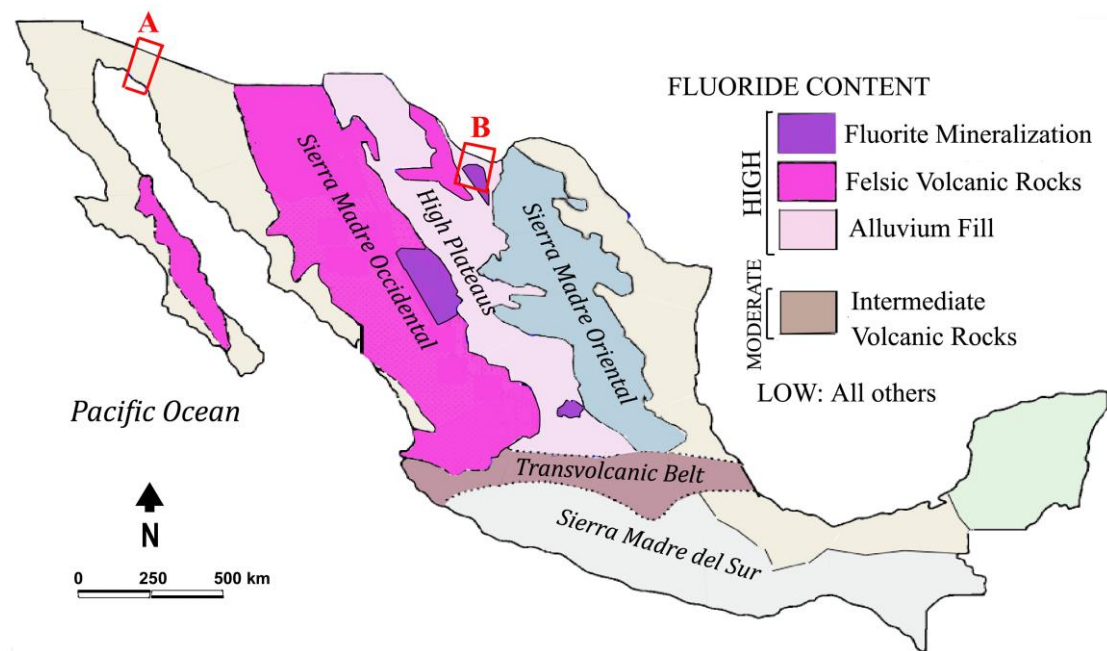 A
B
FLUORIDE CONTENT
HIGH
Fluorite Mineralization
Felsic Volcanic Rocks
Alluvium Fill
MODERATE
Intermediate
Volcanic Rocks
LOW: All others
Sierra Madre Occidental
High Plateaus
Sierra Madre Oriental
Pacific Ocean
Transvolcanic Belt
Sierra Madre del Sur
N
0 250 500 km